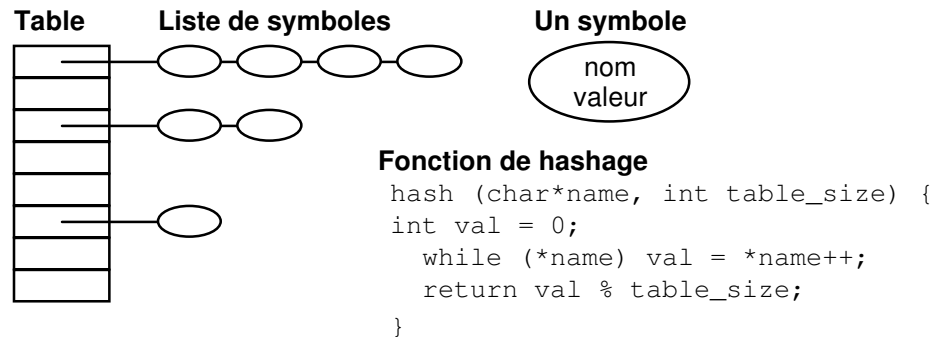 Table
Liste de symboles
Un symbole
nom
valeur
Fonction de hashage
hash (char*name, int table_size) {
int val = 0;
while (*name) val = *name++;
return val % table_size;
}